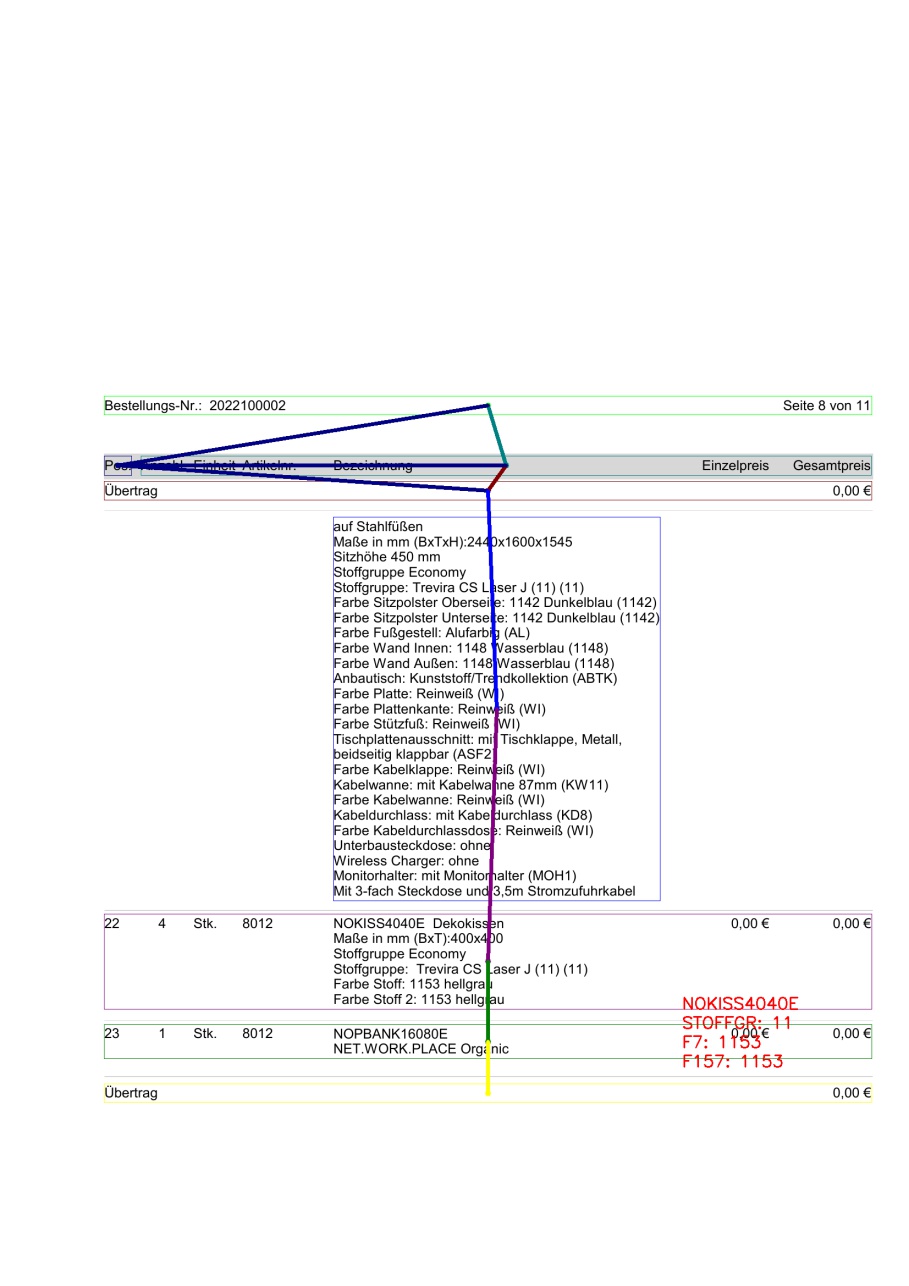 Bestellungs-Nr.: 2022100002 Seite 8 von 11
Pos. Anzahl Einheit Artikelnr. Bezeichnung Einzelpreis Gesamtpreis
Übertrag 0,00 €
auf Stahlfüßen
Maße in mm (BxTxH):2440x1600x1545
Sitzhöhe 450 mm
Stoffgruppe Economy
Stoffgruppe: Trevira CS Laser J (11) (11)
Farbe Sitzpolster Oberseite: 1142 Dunkelblau (1142)
Farbe Sitzpolster Unterseite: 1142 Dunkelblau (1142)
Farbe Fußgestell: Alufarbig (AL)
Farbe Wand Innen: 1148 Wasserblau (1148)
Farbe Wand Außen: 1148 Wasserblau (1148)
Anbautisch: Kunststoff/Trendkollektion (ABTK)
Farbe Platte: Reinweiß (WI)
Farbe Plattenkante: Reinweiß (WI)
Farbe Stützfuß: Reinweiß (WI)
Tischplattenausschnitt: mit Tischklappe, Metall,
beidseitig klappbar (ASF2)
Farbe Kabelklappe: Reinweiß (WI)
Kabelwanne: mit Kabelwanne 87mm (KW11)
Farbe Kabelwanne: Reinweiß (WI)
Kabeldurchlass: mit Kabeldurchlass (KD8)
Farbe Kabeldurchlassdose: Reinweiß (WI)
Unterbausteckdose: ohne
Wireless Charger: ohne
Monitorhalter: mit Monitorhalter (MOH1)
Mit 3-fach Steckdose und 3,5m Stromzufuhrkabel
22 4 Stk. 8012 NOKISS4040E Dekokissen 0,00 € 0,00 €
Maße in mm (BxT):400x400
Stoffgruppe Economy
Stoffgruppe: Trevira CS Laser J (11) (11)
Farbe Stoff: 1153 hellgrau
Farbe Stoff 2: 1153 hellgrau
NOKISS4040E
STOFFGR: 11
23 1 Stk. 8012 NOPBANK16080E 0,00 € 0,00 €
F7: 1153
NET.WORK.PLACE Organic
F157: 1153
Übertrag 0,00 €